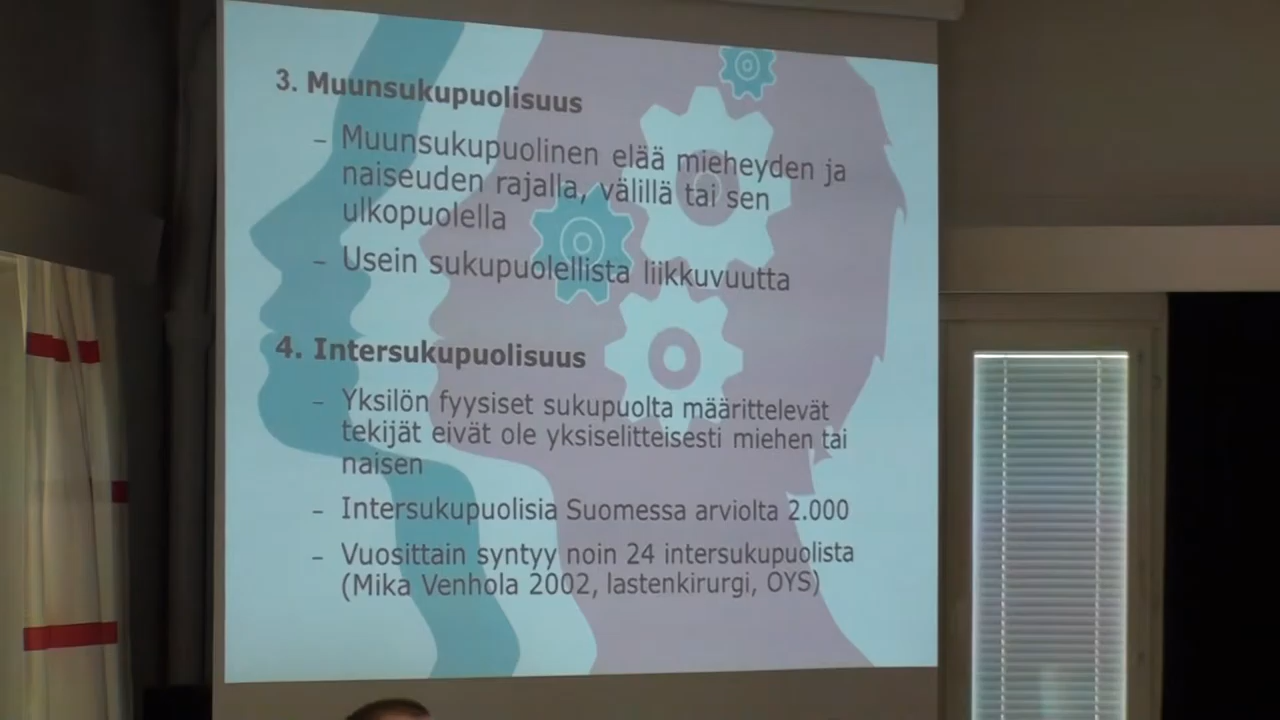 3. Muunsukupuolisuus
– Muunsukupuolinen elää mieheyden ja
naiseuden rajalla, välillä tai sen
ulkopuolella
– Usein sukupuolellista liikkuvuutta
4. Intersukupuolisuus
– Yksilön fyysiset sukupuolta määrittelevät
tekijät eivät ole yksiselitteisesti miehen tai
naisen
– Intersukupuolisia Suomessa arviolta 2.000
– Vuosittain syntyy noin 24 intersukupuolista
(Mika Venhola 2002, lastenkirurgi, OYS)